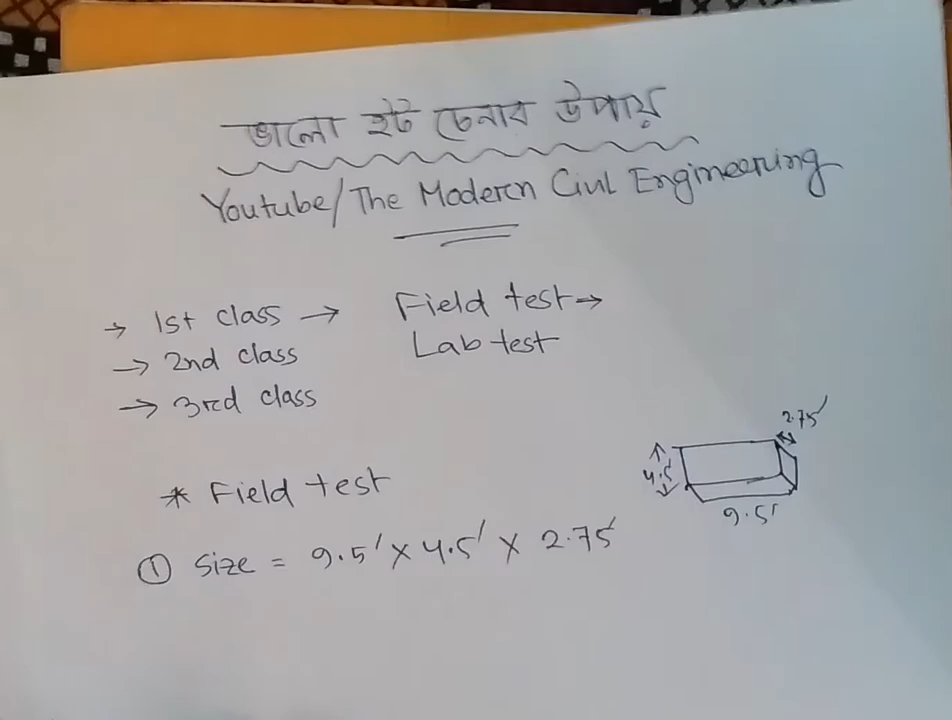 ভালো ইট চেনার উপায়
Youtube/The Modern Civil Engineering
→ 1st class → Field test →
→ 2nd class Lab test
→ 3rd class
* Field test
2.75'
4.5'
9.5'
① Size = 9.5' x 4.5' x 2.75'